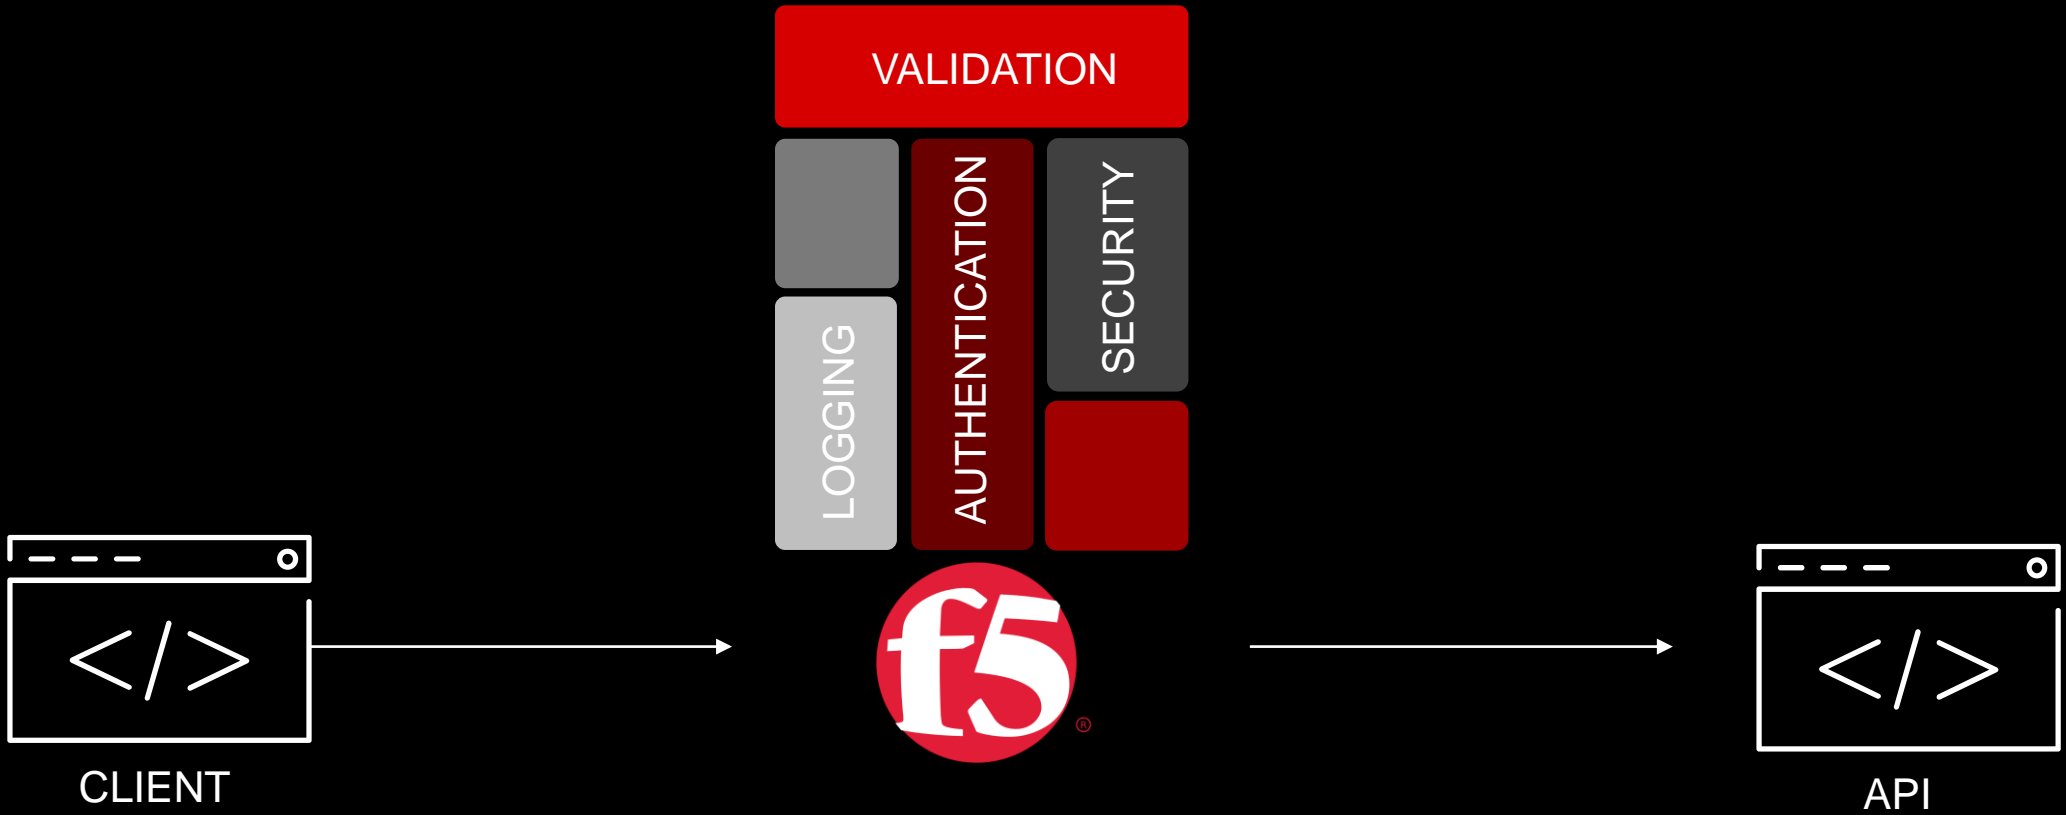 VALIDATION
LOGGING
AUTHENTICATION
SECURITY
f5
®
CLIENT
API